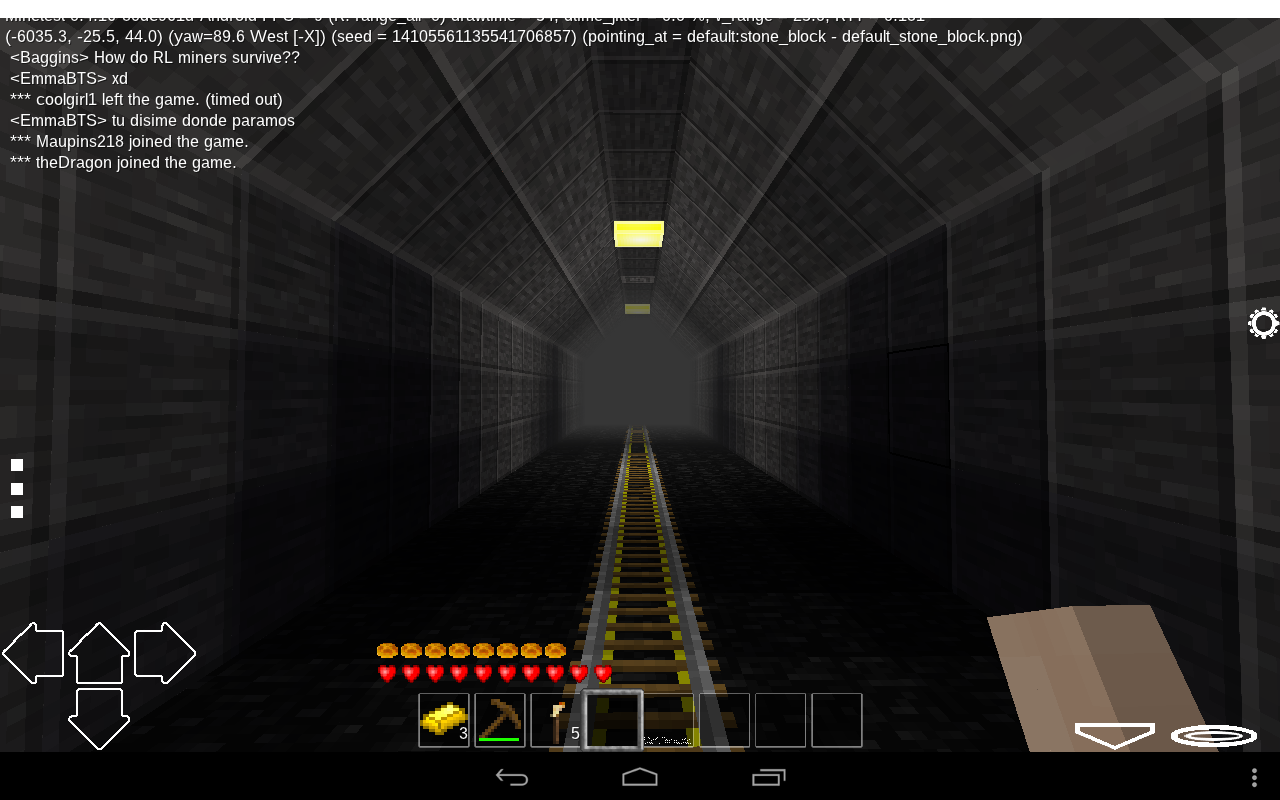 (-6035.3, -25.5, 44.0) (yaw=89.6 West [-X]) (seed = 14105561135541706857) (pointing_at = default:stone_block - default_stone_block.png)
<Baggins> How do RL miners survive??
<EmmaBTS> xd
*** coolgirl1 left the game. (timed out)
<EmmaBTS> tu disime donde paramos
*** Maupins218 joined the game.
*** theDragon joined the game.
3
5